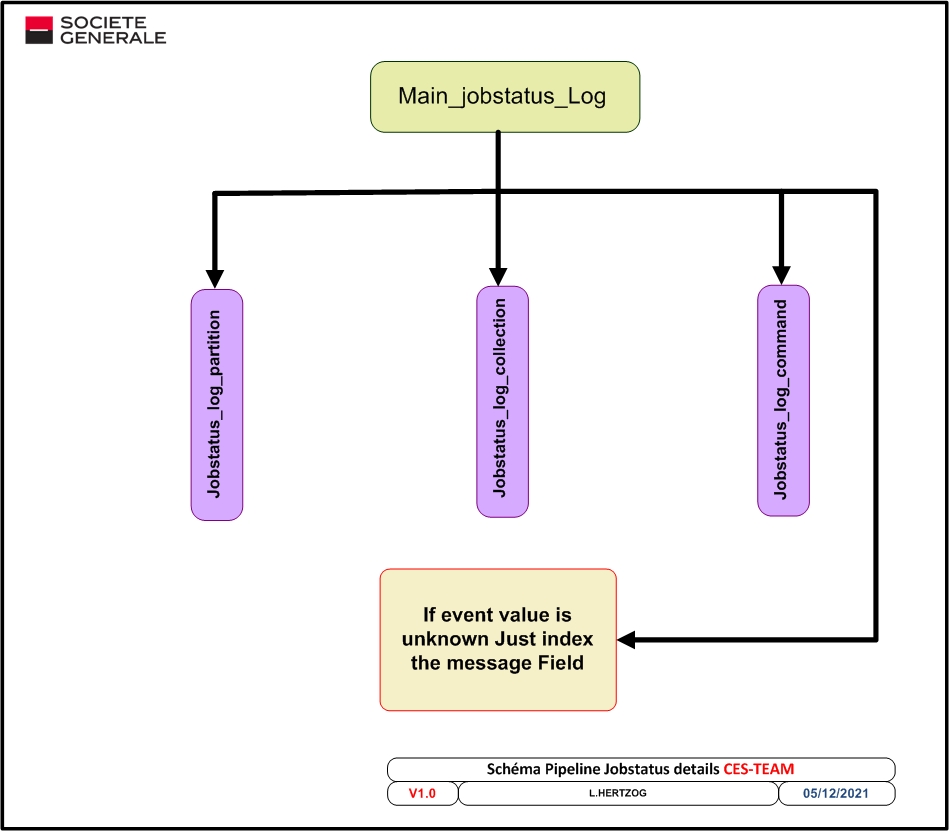 SOCIETE
GENERALE
Main_jobstatus_Log
Jobstatus_log_partition
Jobstatus_log_collection
Jobstatus_log_command
If event value is
unknown Just index
the message Field
Schéma Pipeline Jobstatus details CES-TEAM
V1.0
L.HERTZOG
05/12/2021